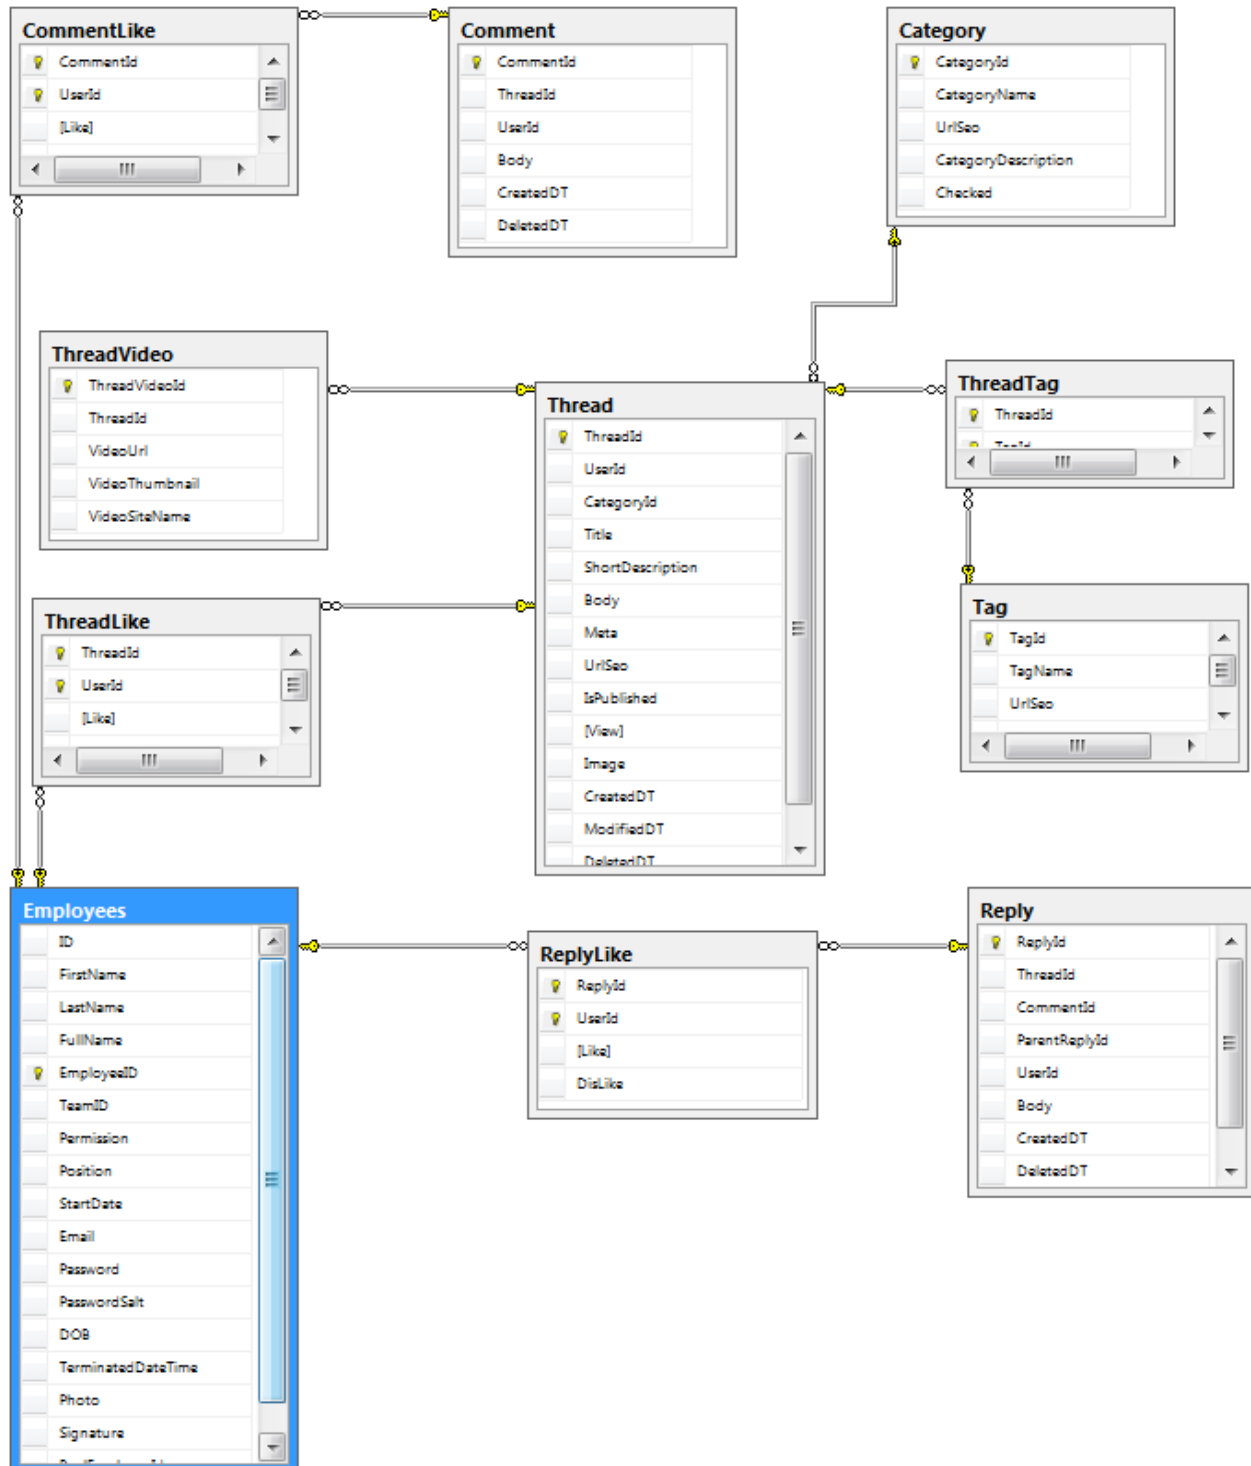 CommentLike
CommentId
UserId
[Like]
Comment
CommentId
ThreadId
UserId
Body
CreatedDT
DeletedDT
Category
CategoryId
CategoryName
UrlSeo
CategoryDescription
Checked
ThreadVideo
ThreadVideoId
ThreadId
VideoUrl
VideoThumbnail
VideoSiteName
Thread
ThreadId
UserId
CategoryId
Title
ShortDescription
Body
Meta
UrlSeo
IsPublished
[View]
Image
CreatedDT
ModifiedDT
DeletedDT
ThreadTag
ThreadId
TagId
Tag
TagId
TagName
UrlSeo
ThreadLike
ThreadId
UserId
[Like]
Employees
ID
FirstName
LastName
FullName
EmployeeID
TeamID
Permission
Position
StartDate
Email
Password
PasswordSalt
DOB
TerminatedDateTime
Photo
Signature
ReplyLike
ReplyId
UserId
[Like]
DisLike
Reply
ReplyId
ThreadId
CommentId
ParentReplyId
UserId
Body
CreatedDT
DeletedDT